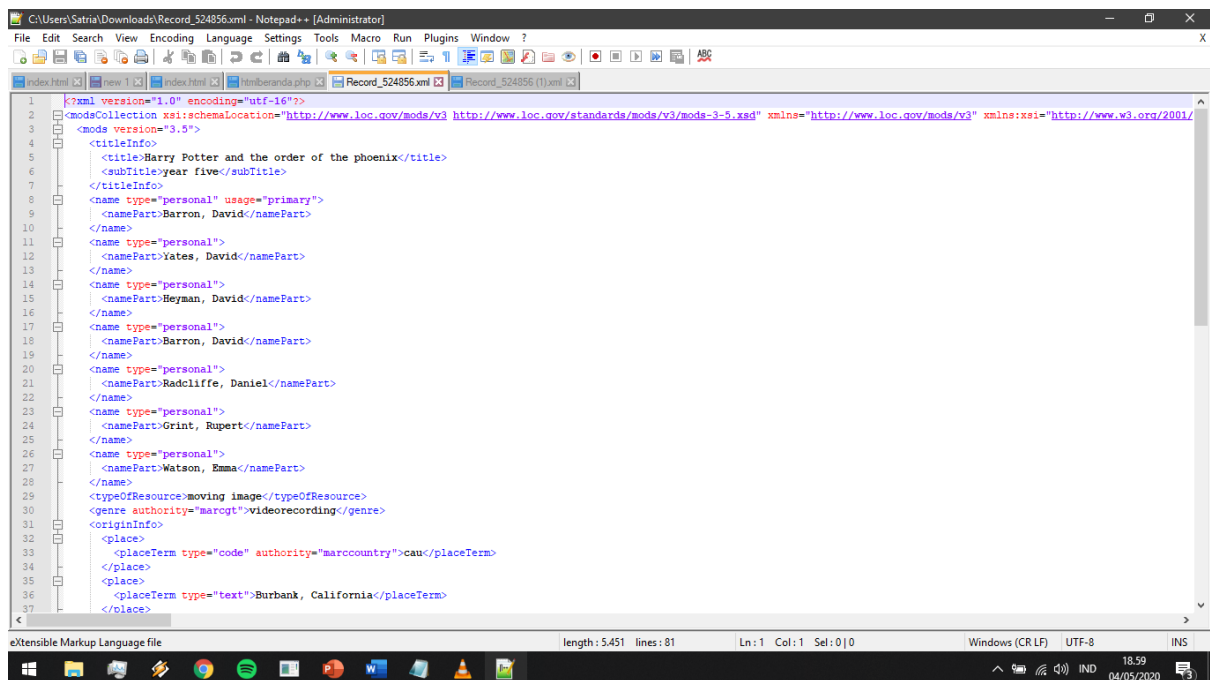 C:\Users\Satria\Downloads\Record_524856.xml - Notepad++ [Administrator]
File Edit Search View Encoding Language Settings Tools Macro Run Plugins Window ? X
index.html new 1 index.html htmlberanda.php Record_524856.xml Record_524856 (1).xml
1 <?xml version="1.0" encoding="utf-16"?>
2 <modsCollection xsi:schemaLocation="http://www.loc.gov/mods/v3 http://www.loc.gov/standards/mods/v3/mods-3-5.xsd" xmlns="http://www.loc.gov/mods/v3" xmlns:xsi="http://www.w3.org/2001/
3 <mods version="3.5">
4 <titleInfo>
5 <title>Harry Potter and the order of the phoenix</title>
6 <subTitle>year five</subTitle>
7 </titleInfo>
8 <name type="personal" usage="primary">
9 <namePart>Barron, David</namePart>
10 </name>
11 <name type="personal">
12 <namePart>Yates, David</namePart>
13 </name>
14 <name type="personal">
15 <namePart>Heyman, David</namePart>
16 </name>
17 <name type="personal">
18 <namePart>Barron, David</namePart>
19 </name>
20 <name type="personal">
21 <namePart>Radcliffe, Daniel</namePart>
22 </name>
23 <name type="personal">
24 <namePart>Grint, Rupert</namePart>
25 </name>
26 <name type="personal">
27 <namePart>Watson, Emma</namePart>
28 </name>
29 <typeOfResource>moving image</typeOfResource>
30 <genre authority="marcgt">videorecording</genre>
31 <originInfo>
32 <place>
33 <placeTerm type="code" authority="marccountry">cau</placeTerm>
34 </place>
35 <place>
36 <placeTerm type="text">Burbank, California</placeTerm>
37 </place>
eXtensible Markup Language file length : 5.451 lines : 81 Ln : 1 Col : 1 Sel : 0 | 0 Windows (CR LF) UTF-8 INS
IND 18.59
04/05/2020 3